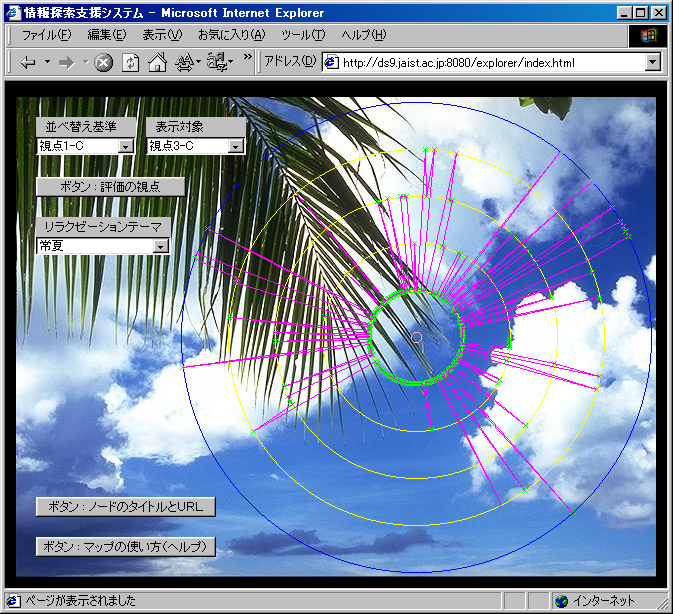 情報探索支援システム - Microsoft Internet Explorer
ファイル(F) 編集(E) 表示(V) お気に入り(A) ツール(T) ヘルプ(H)
» アドレス(D) http://ds9.jaist.ac.jp:8080/explorer/index.html
並べ替え基準 表示対象
視点1-C 視点3-C
ボタン：評価の視点
リラクゼーションテーマ
常夏
ボタン：ノードのタイトルとURL
ボタン：マップの使い方(ヘルプ)
ページが表示されました インターネット